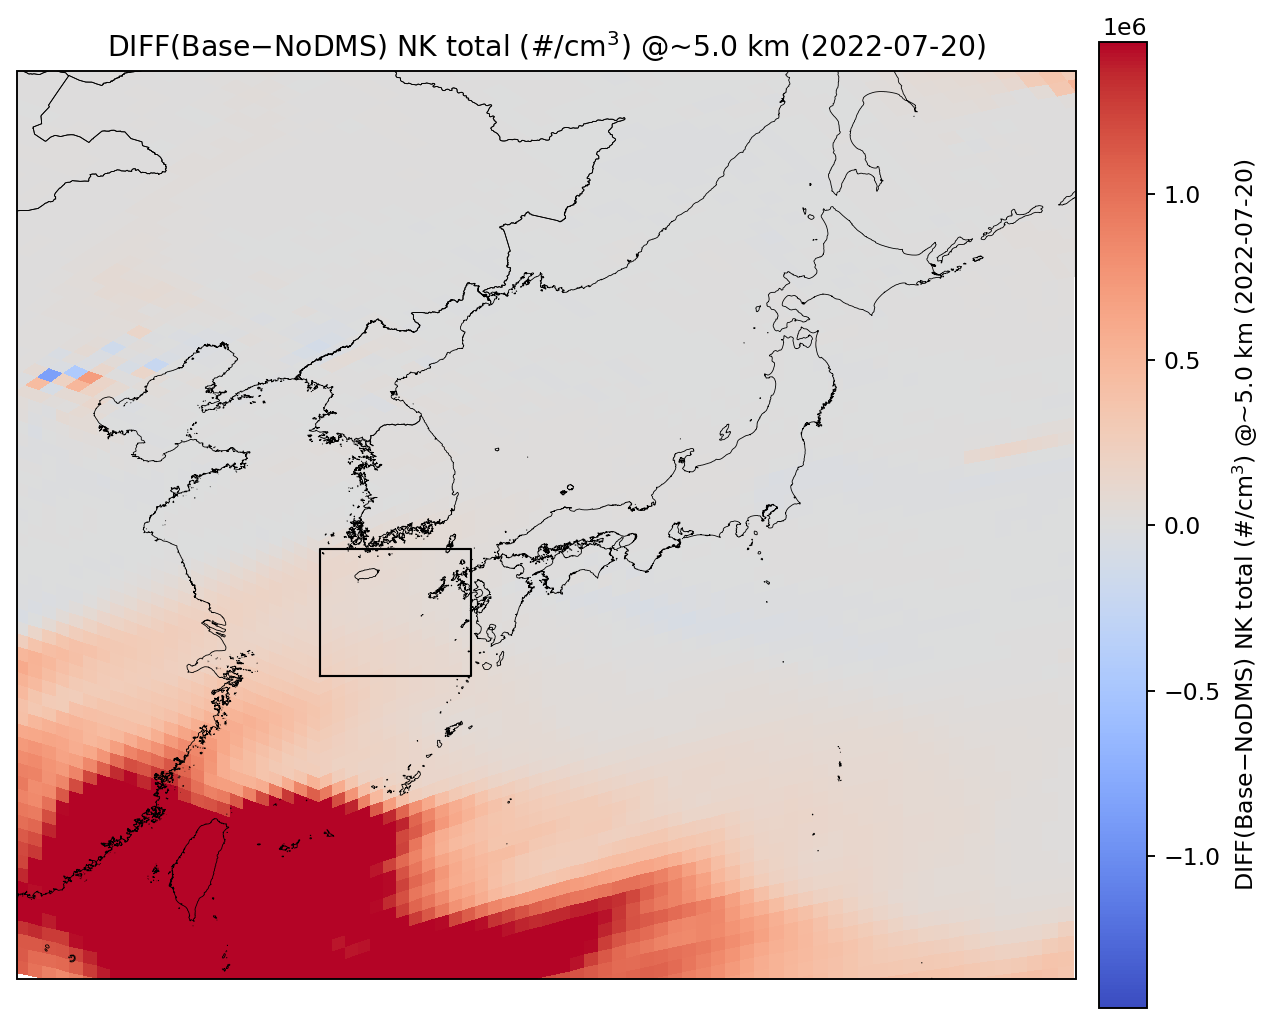 DIFF(Base−NoDMS) NK total (#/cm³) @~5.0 km (2022-07-20)
1e6
1.0
0.5
0.0
−0.5
−1.0
DIFF(Base−NoDMS) NK total (#/cm³) @~5.0 km (2022-07-20)